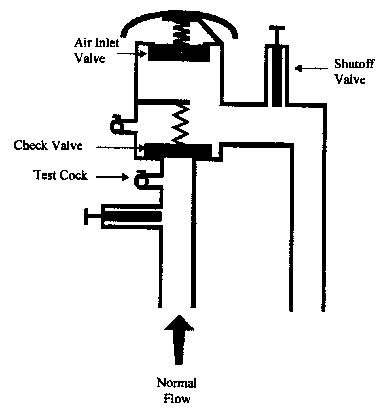 Air Inlet
Valve
Shutoff
Valve
Check Valve
Test Cock
Normal
Flow